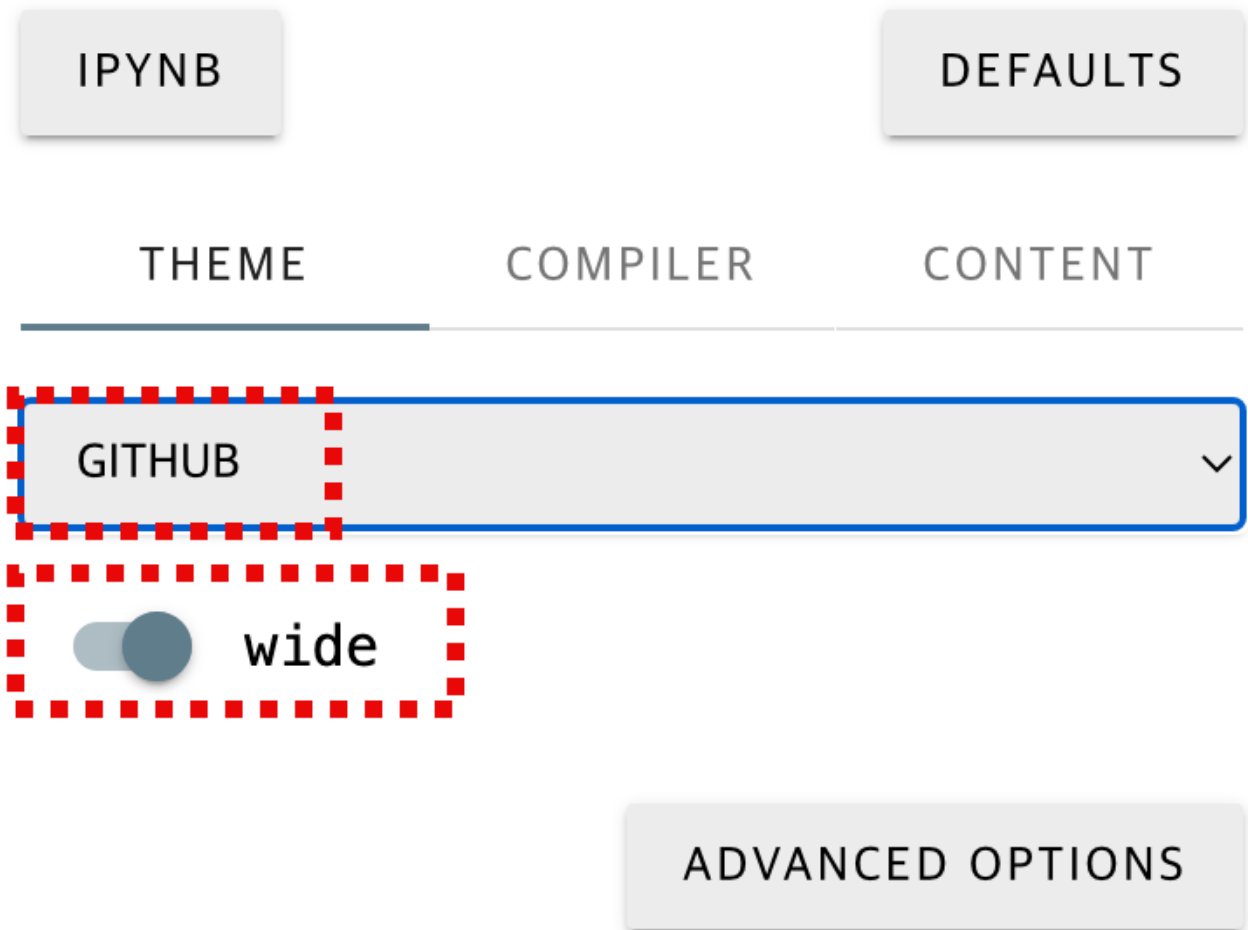 IPYNB DEFAULTS
THEME COMPILER CONTENT
GITHUB
wide
ADVANCED OPTIONS